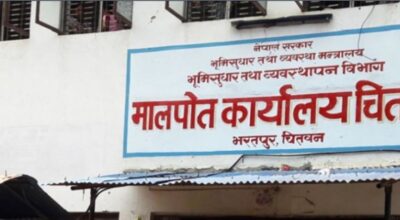 नेपाल सरकार
भूमिसुधार तथा व्यवस्था मन्त्रालय
भूमिसुधार तथा व्यवस्थापन विभाग
मालपोत कार्यालय चित
भरतपुर, चितवन